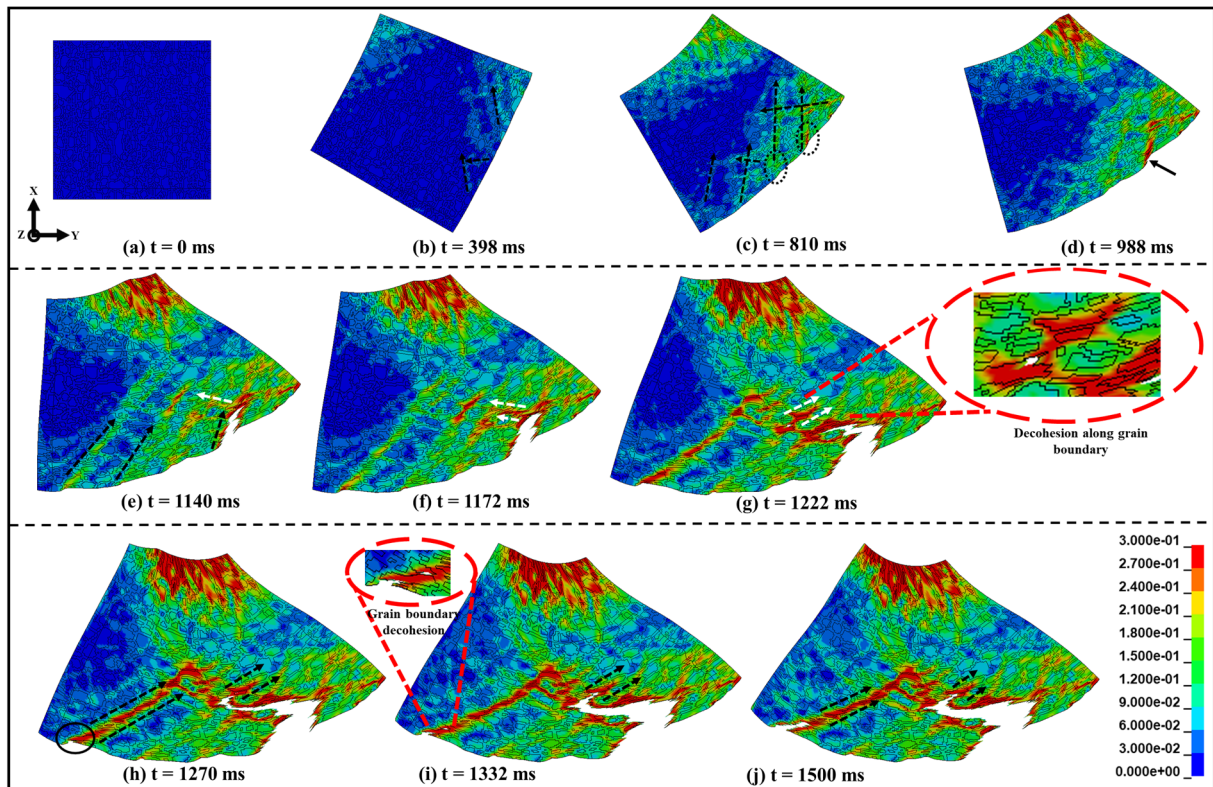 X
Z
Y
(a) t = 0 ms
(b) t = 398 ms
(c) t = 810 ms
(d) t = 988 ms
Decohesion along grain
boundary
(e) t = 1140 ms
(f) t = 1172 ms
(g) t = 1222 ms
Grain boundary
decohesion
3.000e-01
2.700e-01
2.400e-01
2.100e-01
1.800e-01
1.500e-01
1.200e-01
9.000e-02
6.000e-02
3.000e-02
0.000e+00
(h) t = 1270 ms
(i) t = 1332 ms
(j) t = 1500 ms